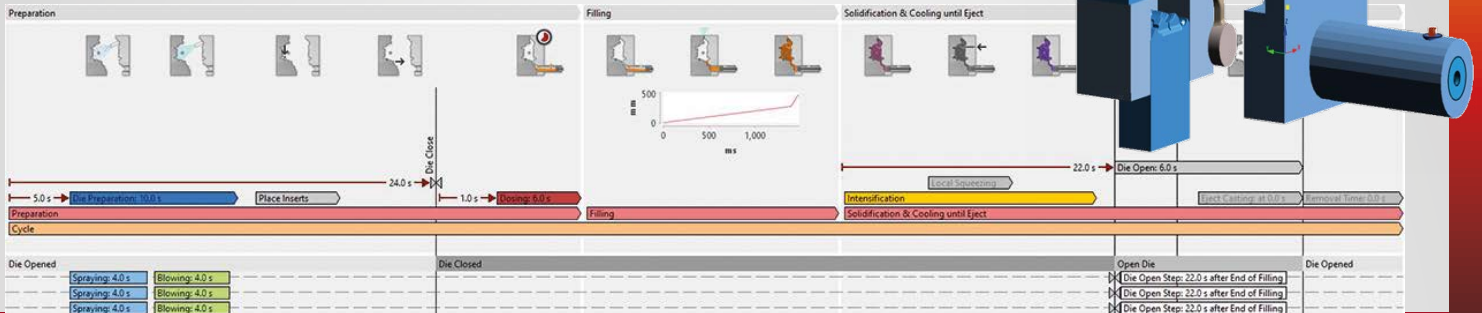 Preparation
Filling
Solidification & Cooling until Eject
500
0
mm
0
500
1,000
ms
Die Close
24.0 s
22.0 s
Die Open: 6.0 s
Local Squeezing
5.0 s
Die Preparation: 10.0 s
Place Inserts
1.0 s
Dosing: 6.0 s
Intensification
Eject Casting: at 0.0 s
Removal Time: 0.0 s
Preparation
Filling
Solidification & Cooling until Eject
Cycle
Die Opened
Die Closed
Open Die
Die Opened
Spraying: 4.0 s
Blowing: 4.0 s
Die Open Step: 22.0 s after End of Filling
Spraying: 4.0 s
Blowing: 4.0 s
Die Open Step: 22.0 s after End of Filling
Spraying: 4.0 s
Blowing: 4.0 s
Die Open Step: 22.0 s after End of Filling